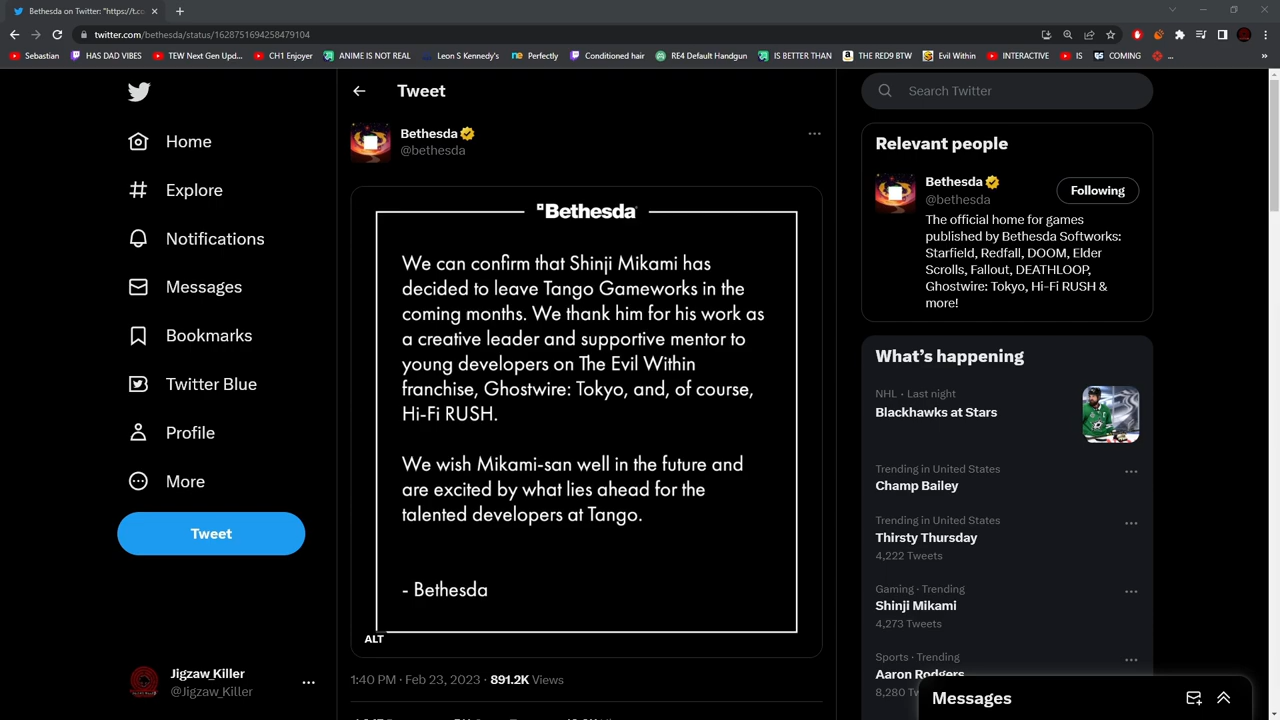 Bethesda on Twitter: "https://t.co
twitter.com/bethesda/status/1628751694258479104
Sebastian
HAS DAD VIBES
TEW Next Gen Upd...
CH1 Enjoyer
ANIME IS NOT REAL
Leon S Kennedy's
Perfectly
Conditioned hair
RE4 Default Handgun
IS BETTER THAN
THE RED9 BTW
Evil Within
INTERACTIVE
IS
COMING
...
Home
Explore
Notifications
Messages
Bookmarks
Twitter Blue
Profile
More
Tweet
Jigzaw_Killer
@Jigzaw_Killer
Tweet
Bethesda
@bethesda
Bethesda
We can confirm that Shinji Mikami has
decided to leave Tango Gameworks in the
coming months. We thank him for his work as
a creative leader and supportive mentor to
young developers on The Evil Within
franchise, Ghostwire: Tokyo, and, of course,
Hi-Fi RUSH.
We wish Mikami-san well in the future and
are excited by what lies ahead for the
talented developers at Tango.
- Bethesda
ALT
1:40 PM · Feb 23, 2023 · 891.2K Views
Search Twitter
Relevant people
Bethesda
@bethesda
Following
The official home for games
published by Bethesda Softworks:
Starfield, Redfall, DOOM, Elder
Scrolls, Fallout, DEATHLOOP,
Ghostwire: Tokyo, Hi-Fi RUSH &
more!
What's happening
NHL · Last night
Blackhawks at Stars
Trending in United States
Champ Bailey
Trending in United States
Thirsty Thursday
4,222 Tweets
Gaming · Trending
Shinji Mikami
4,273 Tweets
Sports · Trending
Aaron Rodgers
8,280 Tw
Messages